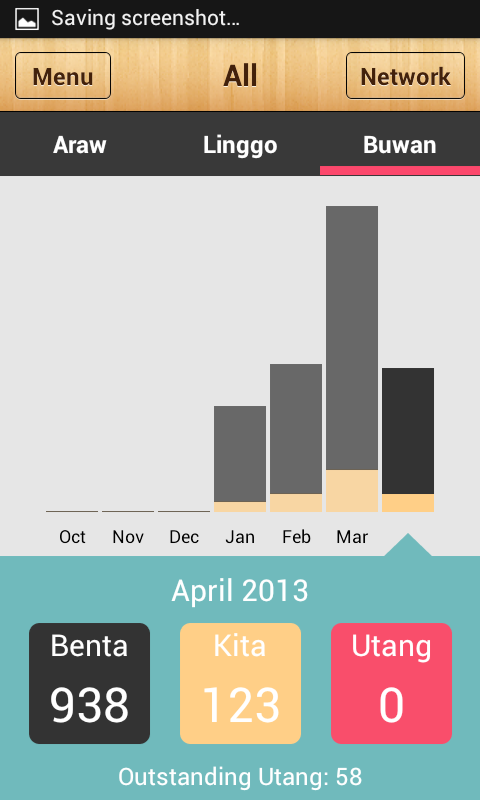 Saving screenshot...
Menu
All
Network
Araw
Linggo
Buwan
Oct
Nov
Dec
Jan
Feb
Mar
April 2013
Benta
938
Kita
123
Utang
0
Outstanding Utang: 58